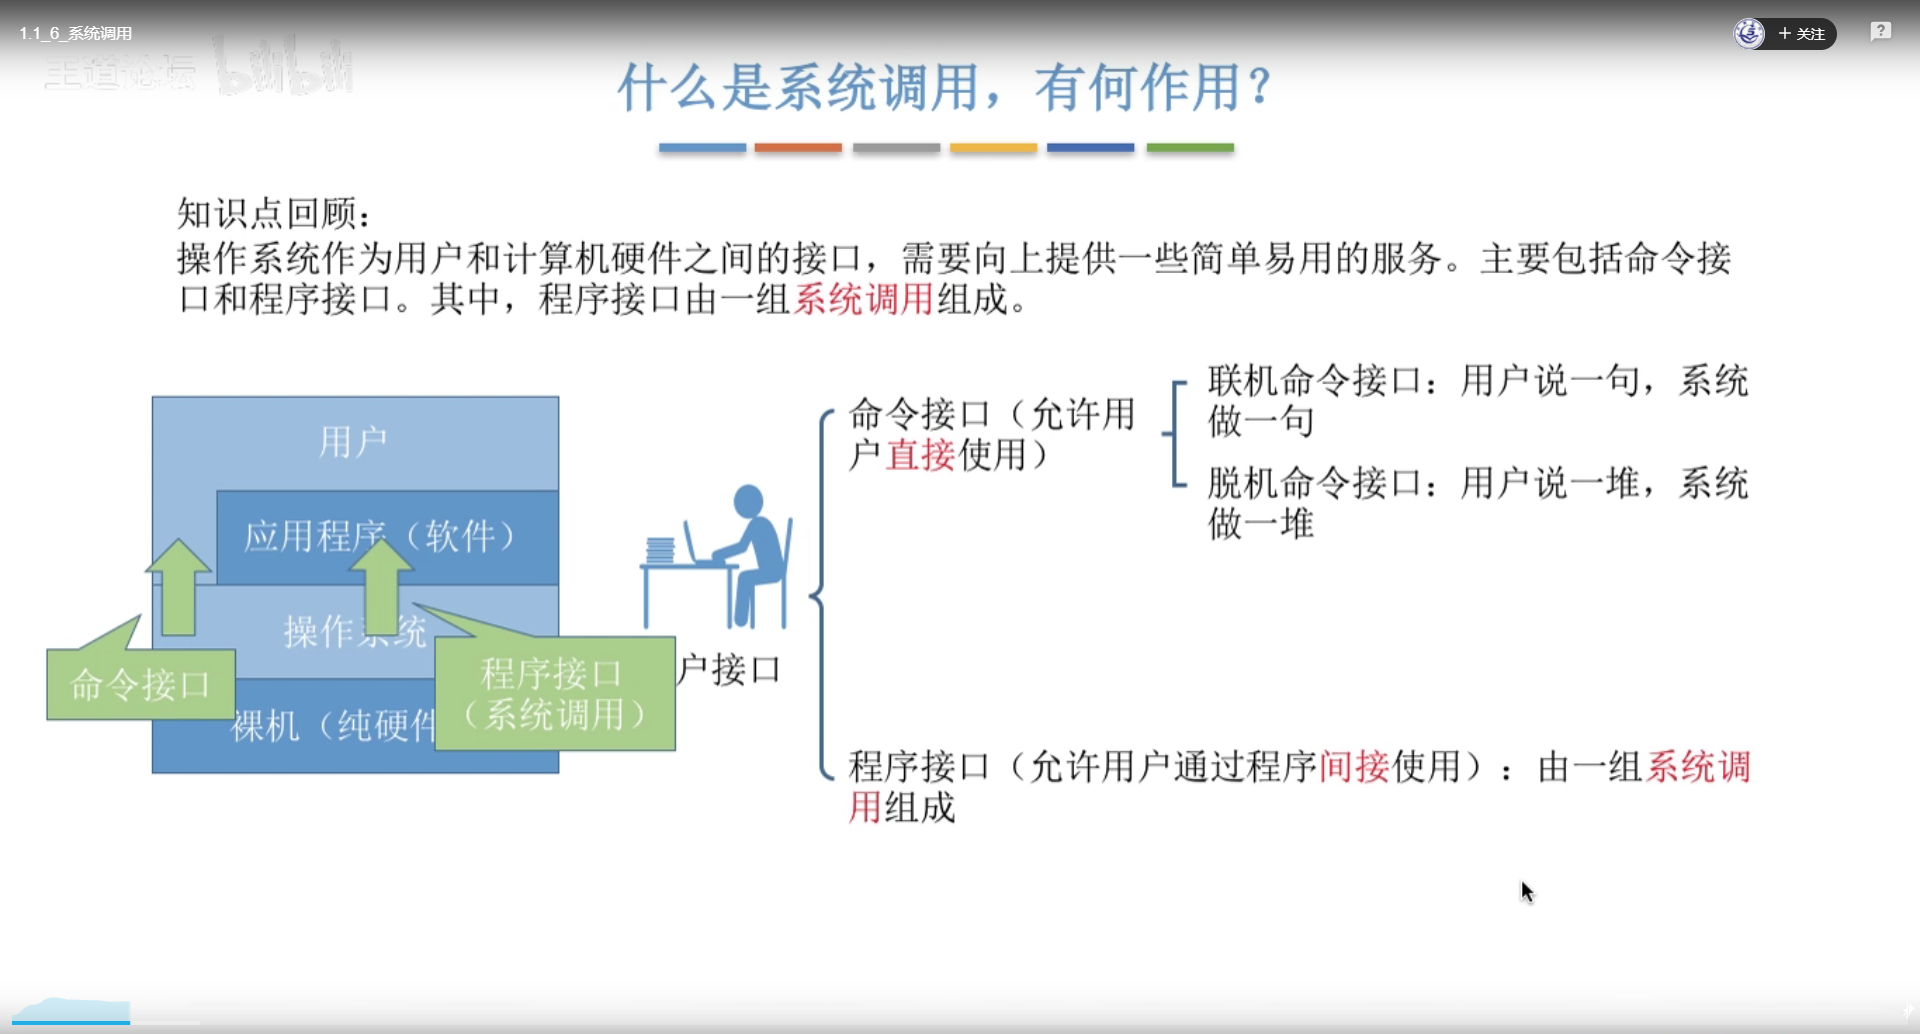 1.1_6_系统调用
+ 关注
王道论坛 bilibili
什么是系统调用，有何作用？
知识点回顾：
操作系统作为用户和计算机硬件之间的接口，需要向上提供一些简单易用的服务。主要包括命令接
口和程序接口。其中，程序接口由一组系统调用组成。
用户
应用程序（软件）
操作系统
裸机（纯硬件
命令接口
程序接口
（系统调用）
户接口
命令接口（允许用
户直接使用）
联机命令接口：用户说一句，系统
做一句
脱机命令接口：用户说一堆，系统
做一堆
程序接口（允许用户通过程序间接使用）：由一组系统调
用组成